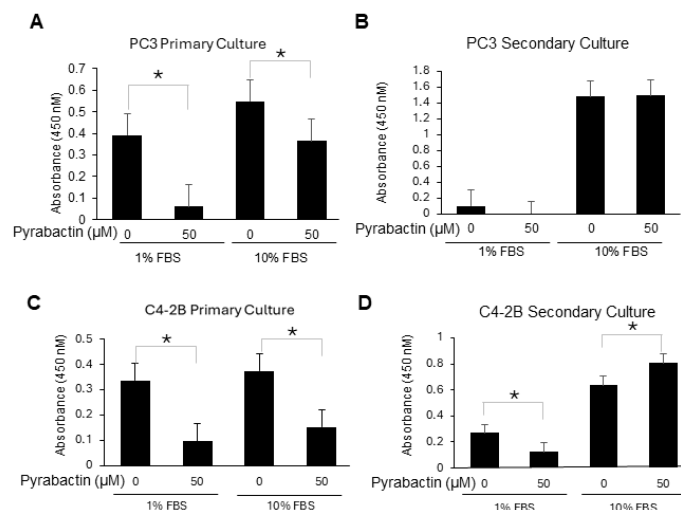 A
PC3 Primary Culture
Absorbance (450 nM)
0.7
0.6
0.5
0.4
0.3
0.2
0.1
0
*
*
Pyrabactin (µM)
0 50 0 50
1% FBS 10% FBS
B
PC3 Secondary Culture
Absorbance (450 nM)
1.8
1.6
1.4
1.2
1
0.8
0.6
0.4
0.2
0
Pyrabactin (µM)
0 50 0 50
1% FBS 10% FBS
C
C4-2B Primary Culture
Absorbance (450 nM)
0.5
0.4
0.3
0.2
0.1
0
*
*
Pyrabactin
(µM)
0 50 0 50
1% FBS 10% FBS
D
C4-2B Secondary Culture
Absorbance (450 nM)
1
0.8
0.6
0.4
0.2
0
*
*
Pyrabactin
(µM)
0 50 0 50
1% FBS 10% FBS